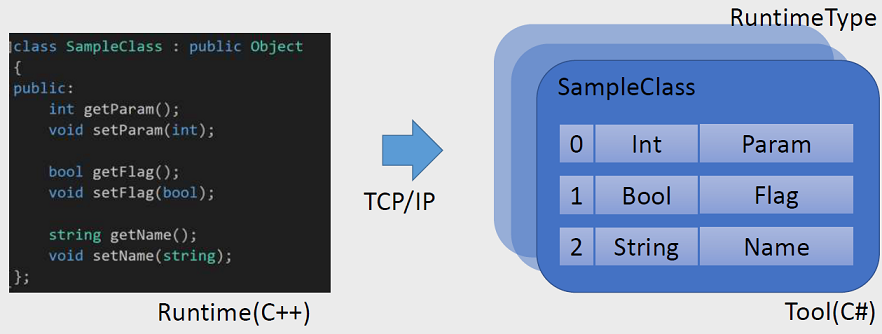 class SampleClass : public Object
{
public:
    int getParam();
    void setParam(int);

    bool getFlag();
    void setFlag(bool);

    string getName();
    void setName(string);
};
Runtime(C++)
TCP/IP
RuntimeType
SampleClass
0 Int Param
1 Bool Flag
2 String Name
Tool(C#)